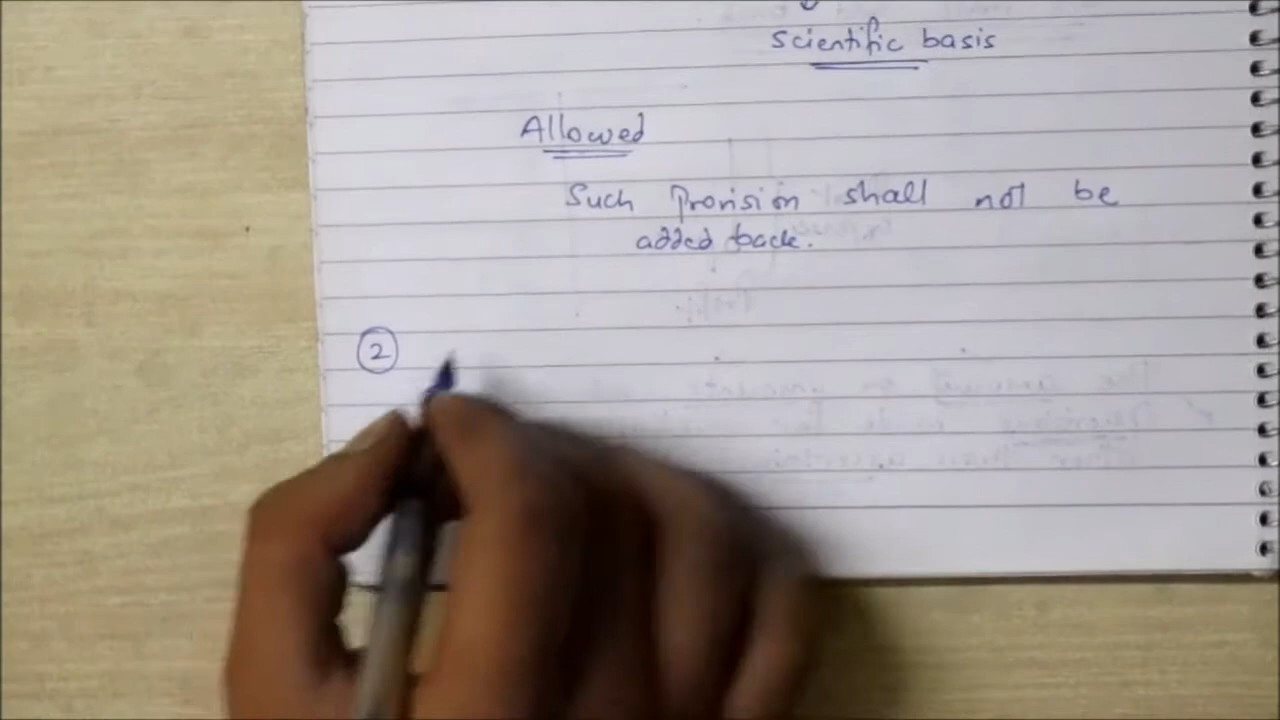 Scientific basis
Allowed
Such Provision shall not be
added back.
2